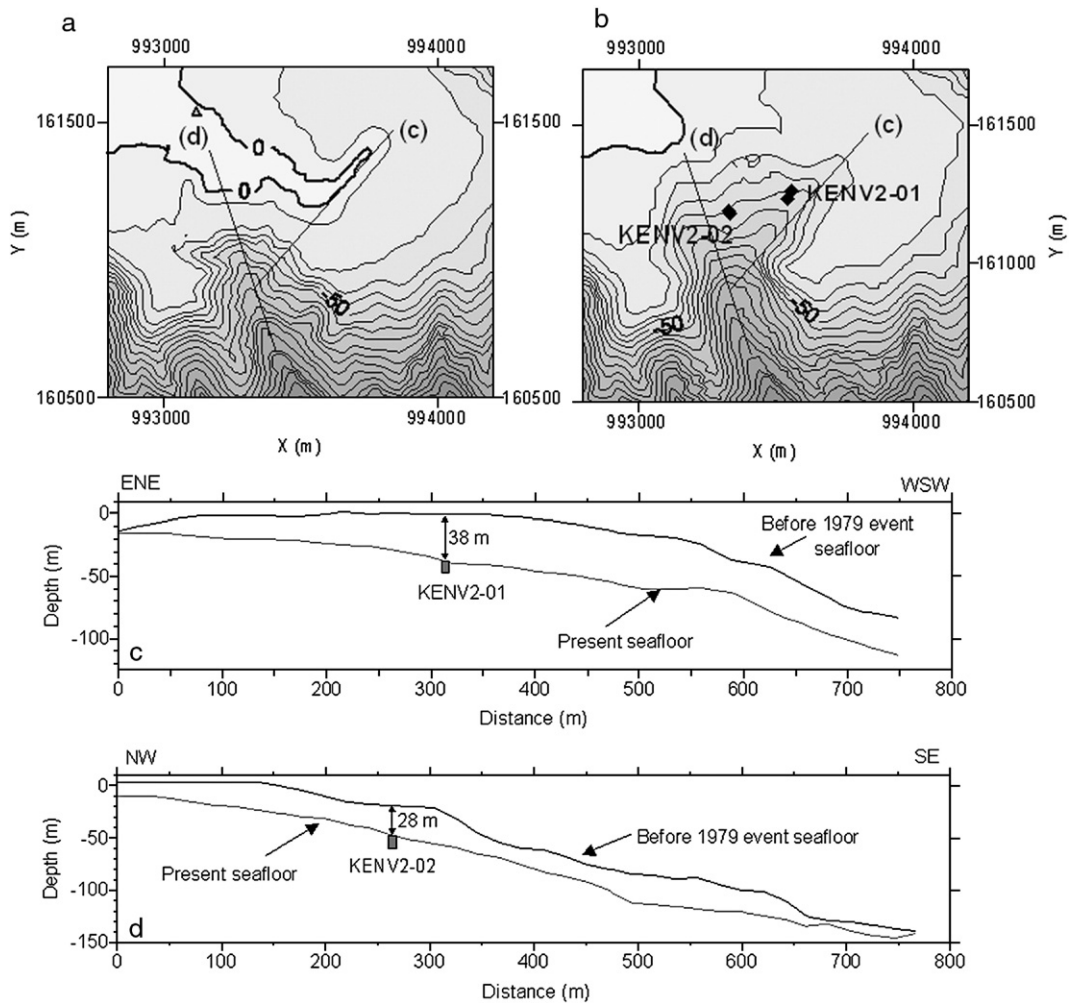 a
b
993000 994000
993000 994000
161500
(d)
(c)
0
0
-50
160500
Y (m)
993000 994000
X (m)
(d)
(c)
161500
KENV2-01
KENV2-02
161000
-50
-50
160500
Y (m)
993000 994000
X (m)
ENE
WSW
0
-50
-100
Depth (m)
38 m
KENV2-01
Before 1979 event
seafloor
Present seafloor
c
0 100 200 300 400 500 600 700 800
Distance (m)
NW
SE
0
-50
-100
-150
Depth (m)
28 m
KENV2-02
Present seafloor
Before 1979 event seafloor
d
0 100 200 300 400 500 600 700 800
Distance (m)